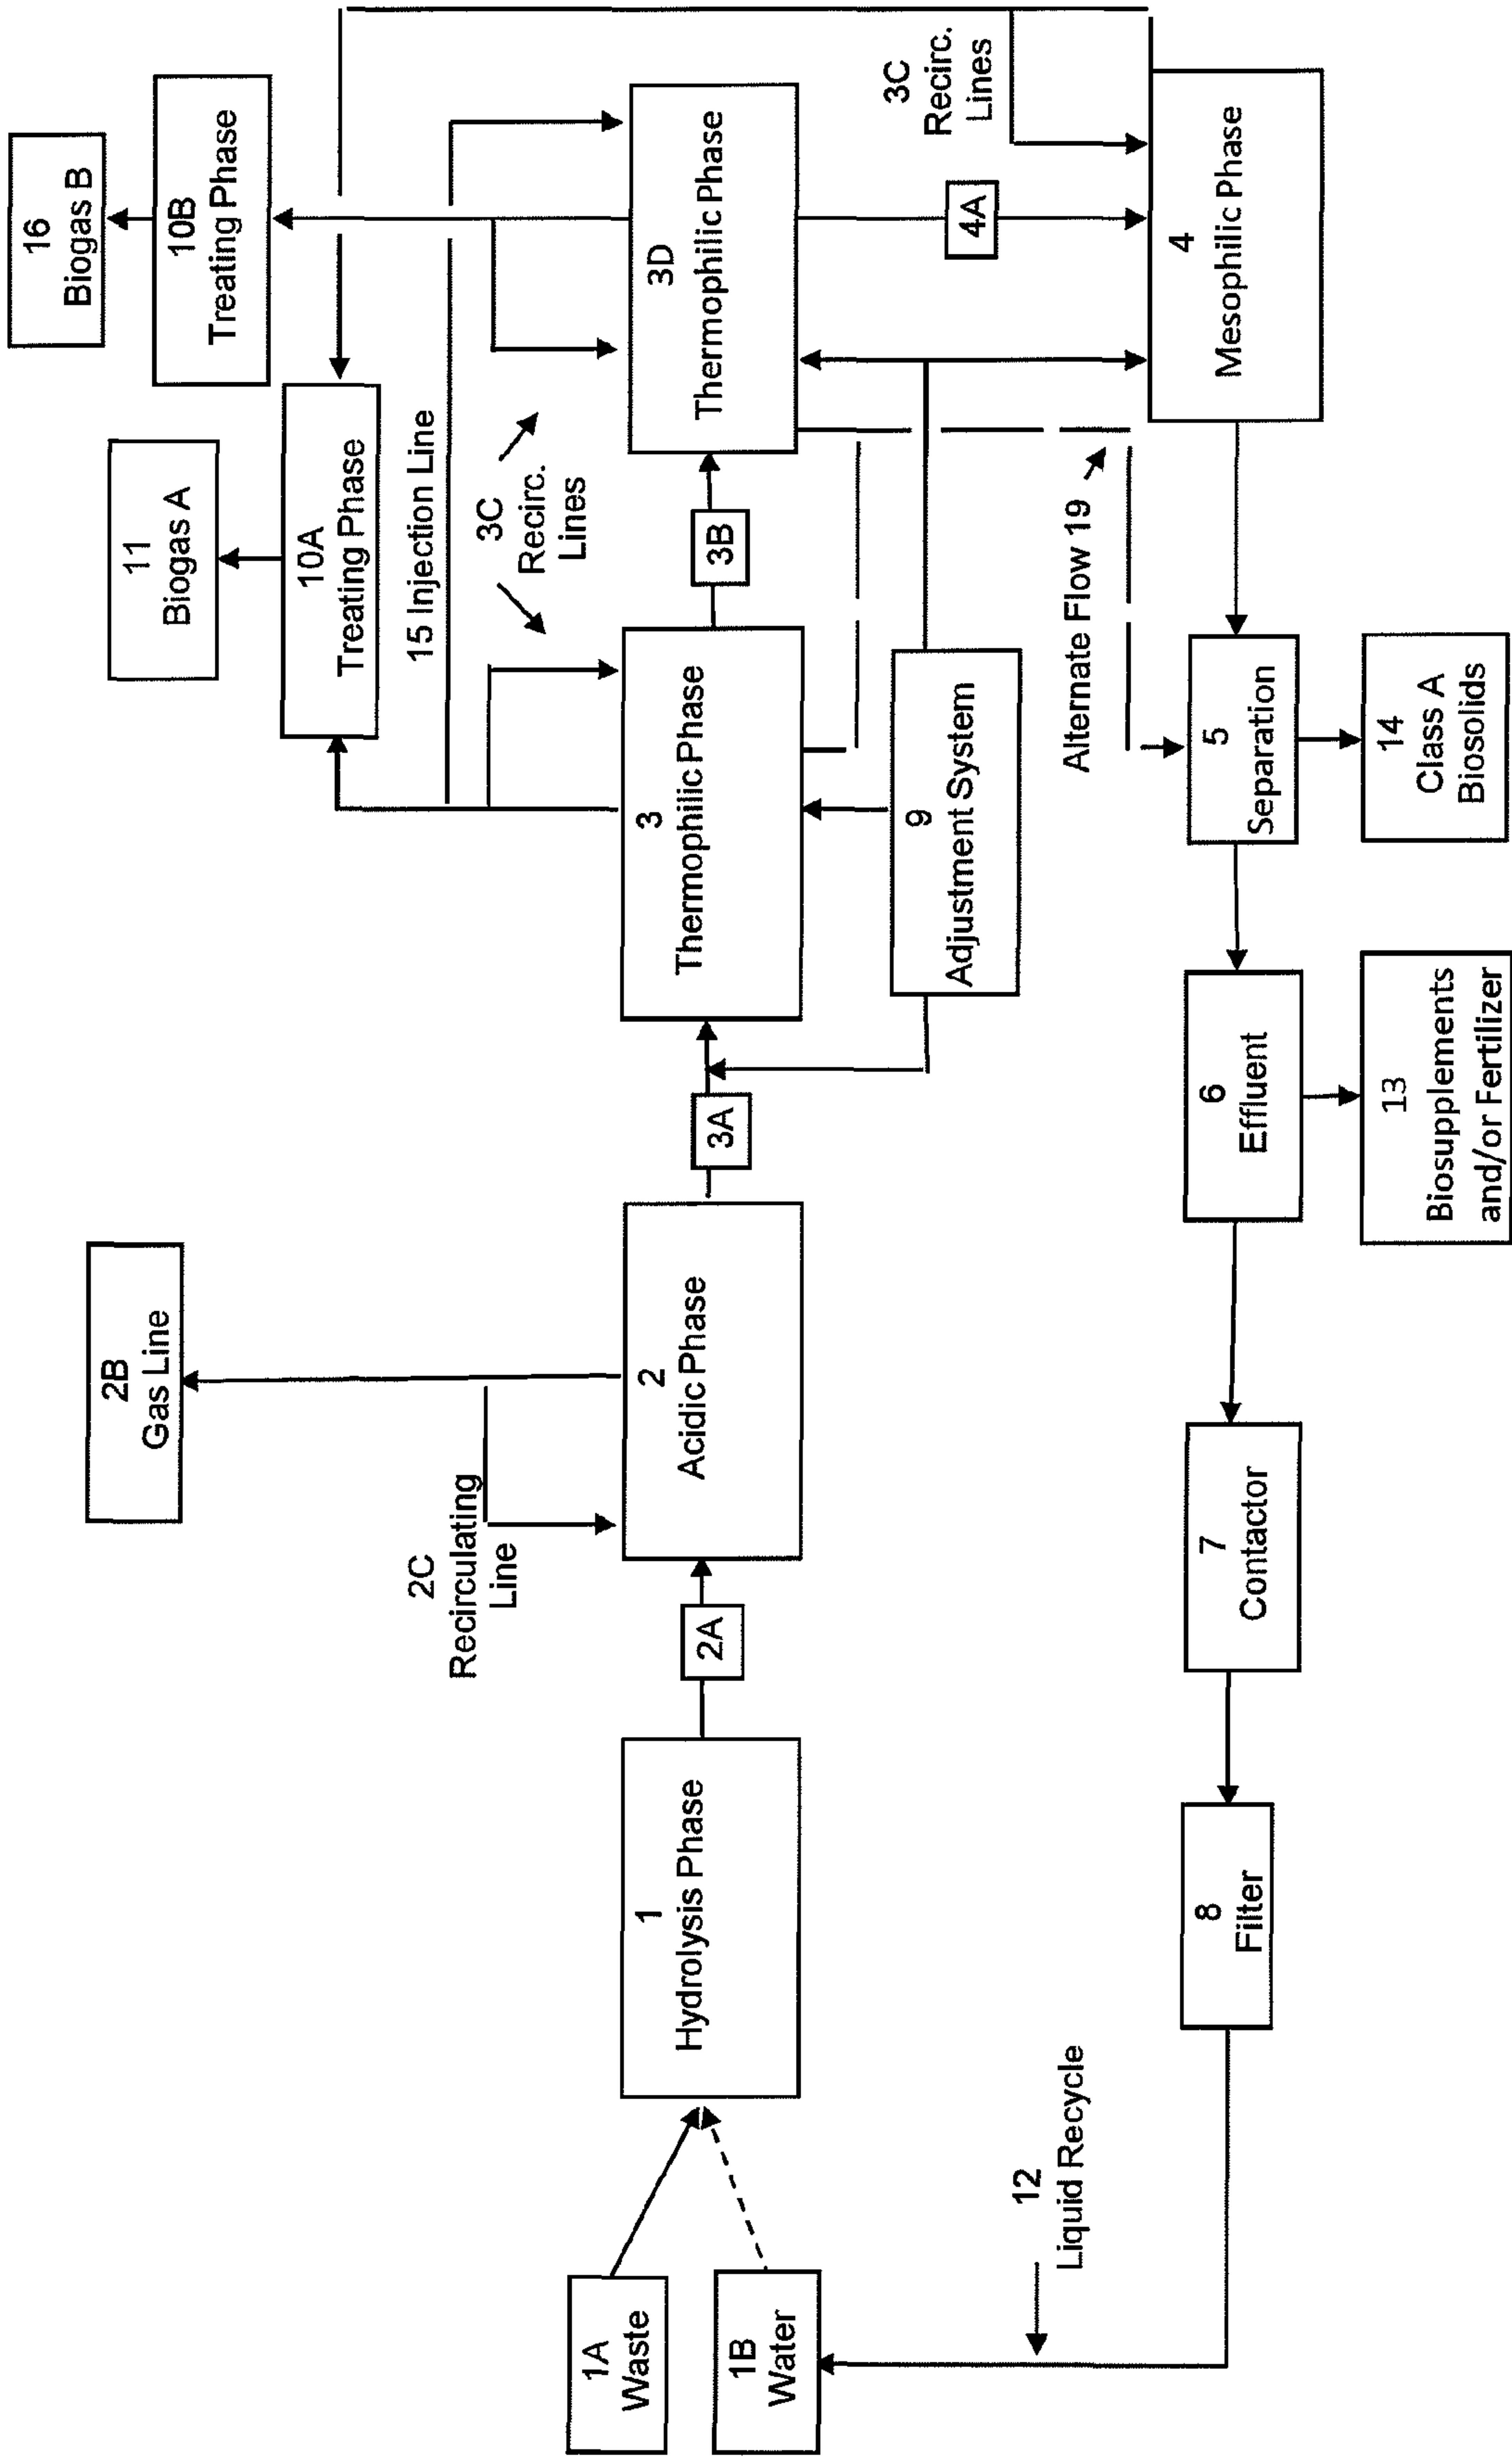 16
Biogas B
10B
Treating Phase
11
Biogas A
10A
Treating Phase
15 Injection Line
2B
Gas Line
2C
Recirculating
Line
3C
Recirc.
Lines
1A
Waste
1B
Water
1
Hydrolysis Phase
2A
2
Acidic Phase
3A
3
Thermophilic Phase
3B
3D
Thermophilic Phase
3C
Recirc.
Lines
4A
9
Adjustment System
12
Liquid Recycle
Alternate Flow 19
8
Filter
7
Contactor
6
Effluent
5
Separation
4
Mesophilic Phase
13
Biosupplements
and/or Fertilizer
14
Class A
Biosolids